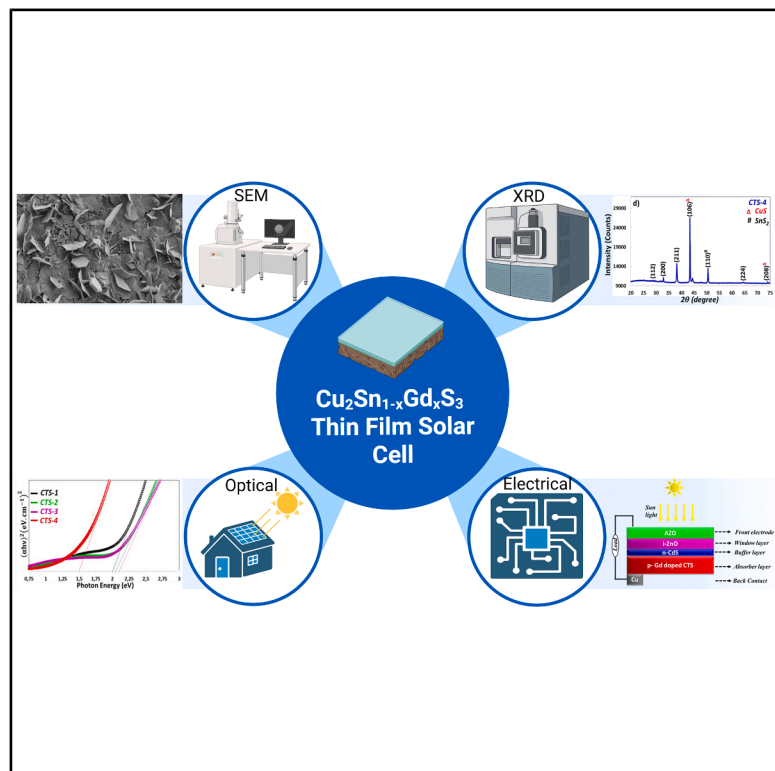 SEM
XRD
d)
CTS-4
Δ CuS
# SnS₂
29000
24000
19000
14000
9000
Intensity (Counts)
(112)
(200)
(211)
(106)Δ
(110)#
(224)
(208)Δ
20 25 30 35 40 45 50 55 60 65 70 75
2θ (degree)
Cu₂Sn₁₋ₓGdₓS₃
Thin Film Solar
Cell
Optical
(αhν)² (eV. cm⁻¹)²
CTS-1
CTS-2
CTS-3
CTS-4
0,75 1 1,25 1,5 1,75 2 2,25 2,5 2,75 3
Photon Energy (eV)
Electrical
Sun
light
Load
AZO
i-ZnO
n-CdS
p- Gd doped CTS
Cu
Front electrode
Window layer
Buffer layer
Absorber layer
Back Contact